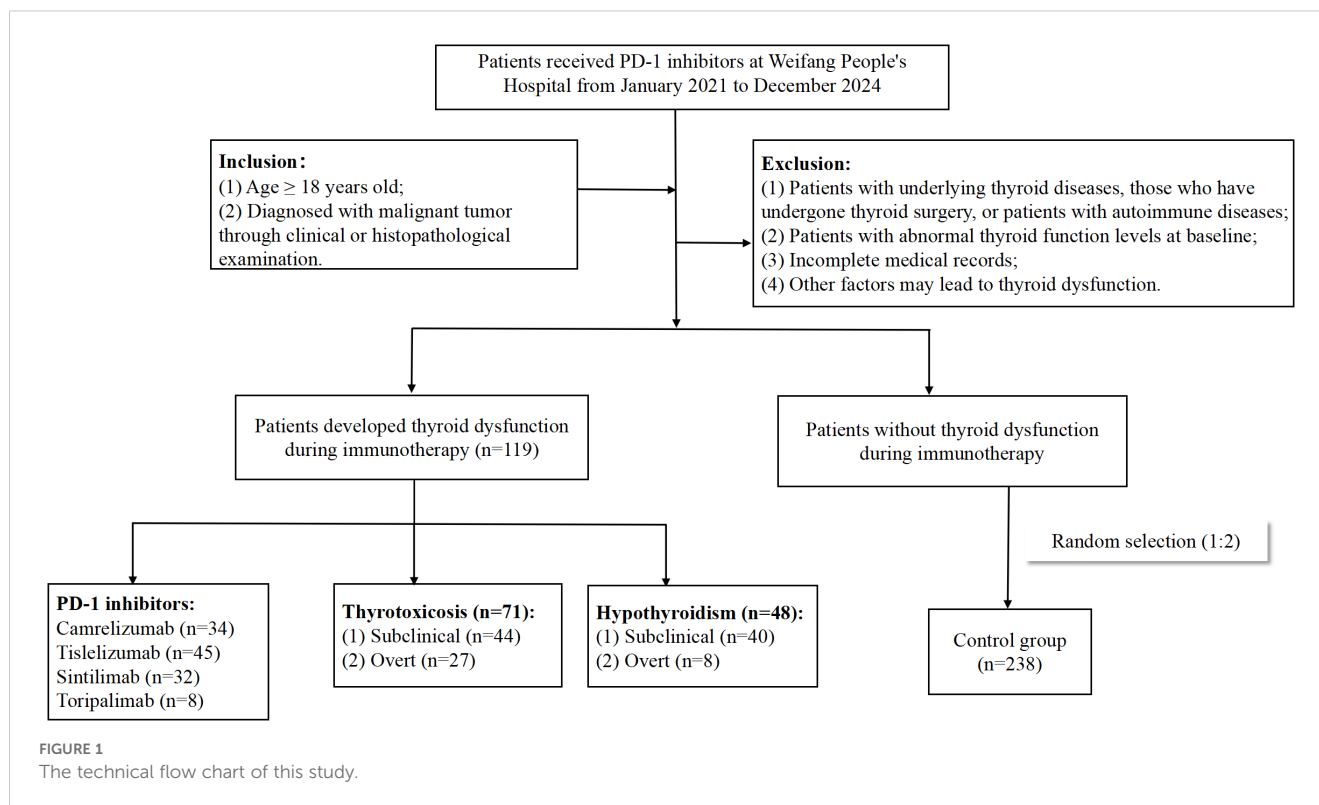 Patients received PD-1 inhibitors at Weifang People's
Hospital from January 2021 to December 2024
Inclusion：
(1) Age ≥ 18 years old;
(2) Diagnosed with malignant tumor
through clinical or histopathological
examination.
Exclusion:
(1) Patients with underlying thyroid diseases, those who have
undergone thyroid surgery, or patients with autoimmune diseases;
(2) Patients with abnormal thyroid function levels at baseline;
(3) Incomplete medical records;
(4) Other factors may lead to thyroid dysfunction.
Patients developed thyroid dysfunction
during immunotherapy (n=119)
Patients without thyroid dysfunction
during immunotherapy
Random selection (1:2)
PD-1 inhibitors:
Camrelizumab (n=34)
Tislelizumab (n=45)
Sintilimab (n=32)
Toripalimab (n=8)
Thyrotoxicosis (n=71):
(1) Subclinical (n=44)
(2) Overt (n=27)
Hypothyroidism (n=48):
(1) Subclinical (n=40)
(2) Overt (n=8)
Control group
(n=238)
FIGURE 1
The technical flow chart of this study.